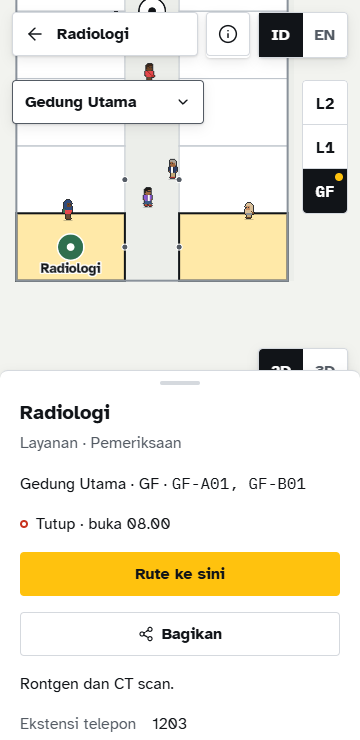 Radiologi
ID
EN
Gedung Utama
L2
L1
GF
Radiologi
Radiologi
Layanan · Pemeriksaan
Gedung Utama · GF · GF-A01, GF-B01
Tutup · buka 08.00
Rute ke sini
Bagikan
Rontgen dan CT scan.
Ekstensi telepon 1203